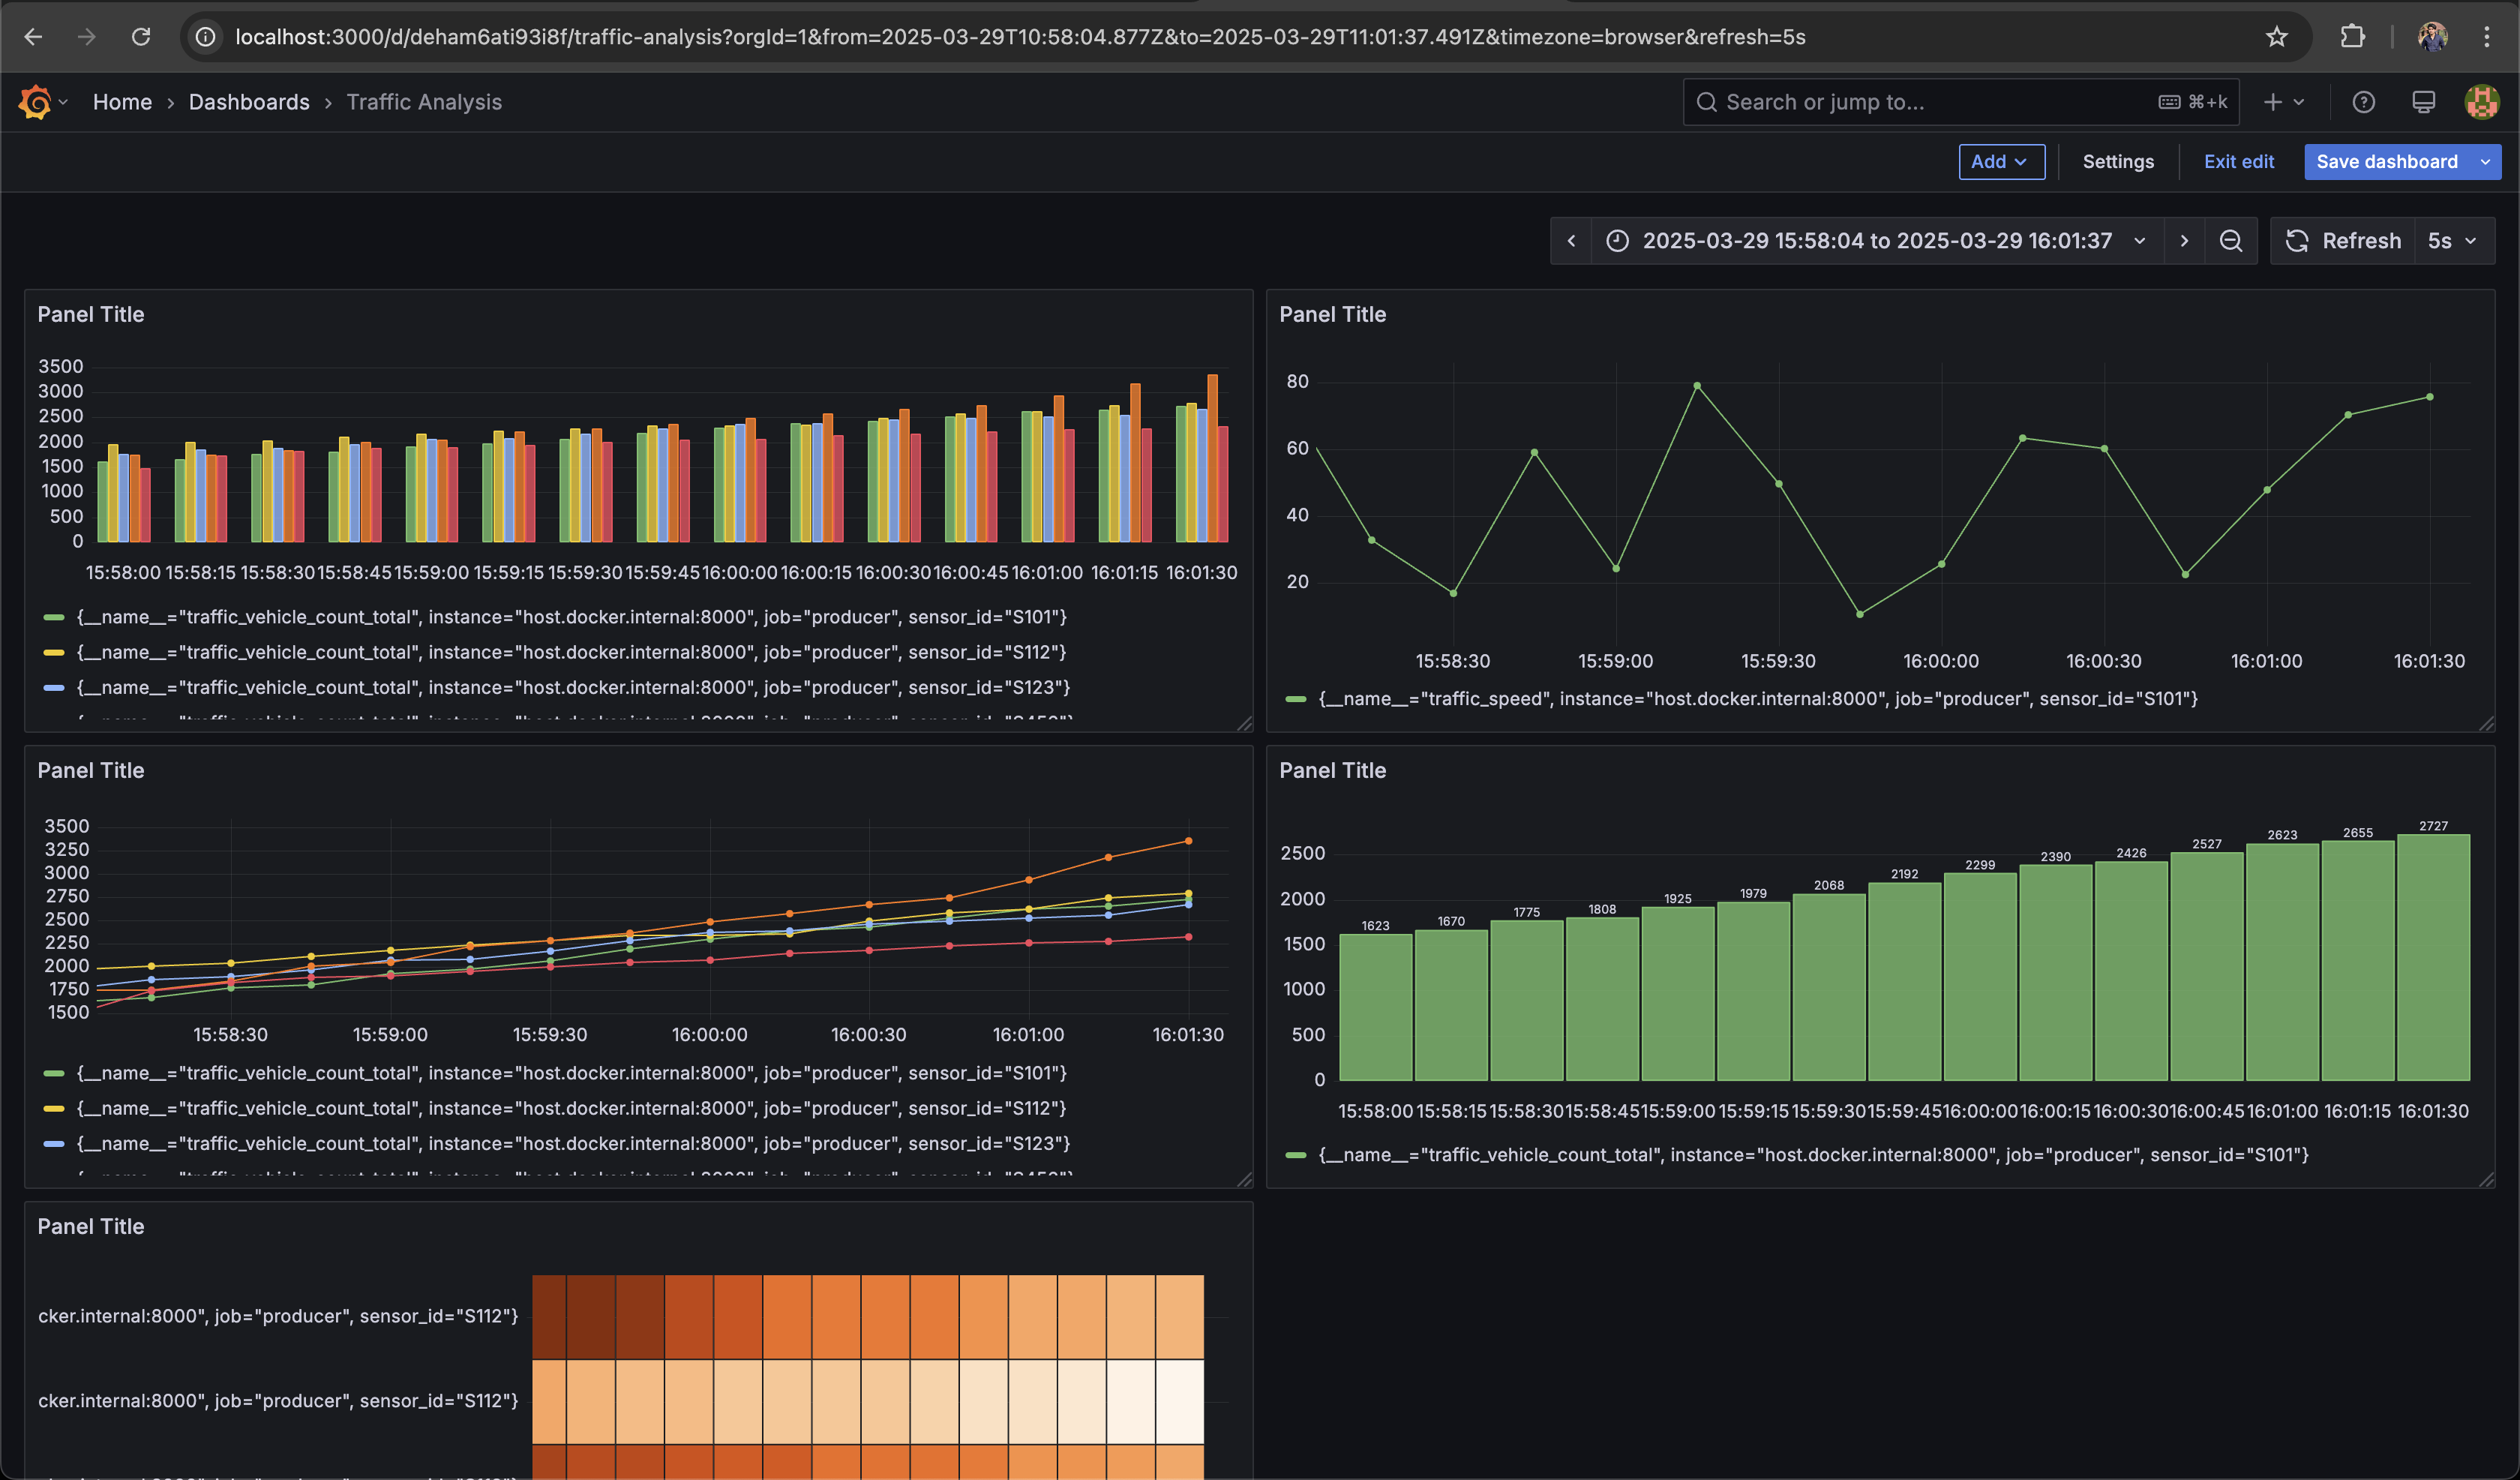 localhost:3000/d/deham6ati93i8f/traffic-analysis?orgId=1&from=2025-03-29T10:58:04.877Z&to=2025-03-29T11:01:37.491Z&timezone=browser&refresh=5s
Home › Dashboards › Traffic Analysis
Search or jump to...
⌘+k
Add
Settings
Exit edit
Save dashboard
2025-03-29 15:58:04 to 2025-03-29 16:01:37
Refresh
5s
Panel Title
3500
3000
2500
2000
1500
1000
500
0
15:58:00 15:58:15 15:58:30 15:58:45 15:59:00 15:59:15 15:59:30 15:59:45 16:00:00 16:00:15 16:00:30 16:00:45 16:01:00 16:01:15 16:01:30
{__name__="traffic_vehicle_count_total", instance="host.docker.internal:8000", job="producer", sensor_id="S101"}
{__name__="traffic_vehicle_count_total", instance="host.docker.internal:8000", job="producer", sensor_id="S112"}
{__name__="traffic_vehicle_count_total", instance="host.docker.internal:8000", job="producer", sensor_id="S123"}
Panel Title
80
60
40
20
15:58:30 15:59:00 15:59:30 16:00:00 16:00:30 16:01:00 16:01:30
{__name__="traffic_speed", instance="host.docker.internal:8000", job="producer", sensor_id="S101"}
Panel Title
3500
3250
3000
2750
2500
2250
2000
1750
1500
15:58:30 15:59:00 15:59:30 16:00:00 16:00:30 16:01:00 16:01:30
{__name__="traffic_vehicle_count_total", instance="host.docker.internal:8000", job="producer", sensor_id="S101"}
{__name__="traffic_vehicle_count_total", instance="host.docker.internal:8000", job="producer", sensor_id="S112"}
{__name__="traffic_vehicle_count_total", instance="host.docker.internal:8000", job="producer", sensor_id="S123"}
Panel Title
2500
2000
1500
1000
500
0
1623 1670 1775 1808 1925 1979 2068 2192 2299 2390 2426 2527 2623 2655 2727
15:58:00 15:58:15 15:58:30 15:58:45 15:59:00 15:59:15 15:59:30 15:59:45 16:00:00 16:00:15 16:00:30 16:00:45 16:01:00 16:01:15 16:01:30
{__name__="traffic_vehicle_count_total", instance="host.docker.internal:8000", job="producer", sensor_id="S101"}
Panel Title
cker.internal:8000", job="producer", sensor_id="S112"}
cker.internal:8000", job="producer", sensor_id="S112"}